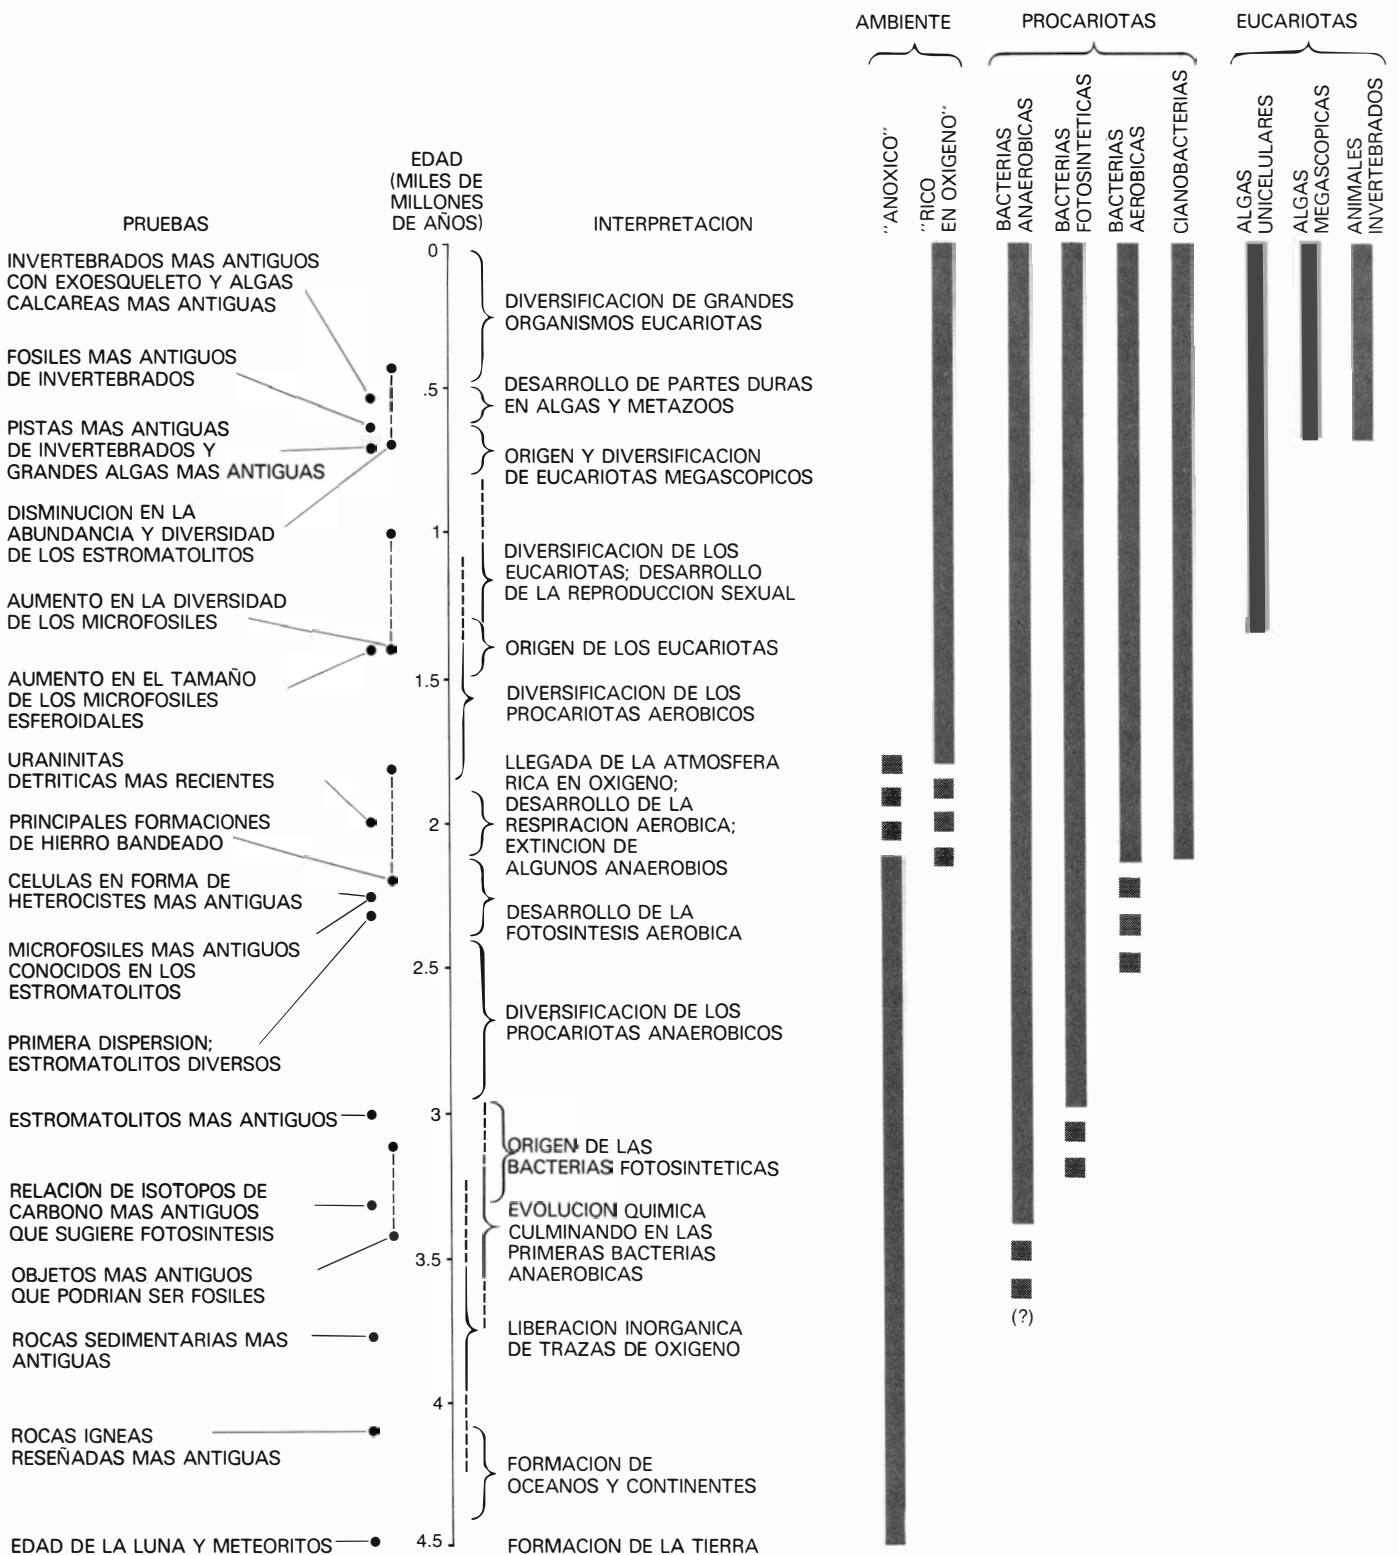 AMBIENTE
PROCARIOTAS
EUCARIOTAS
"ANOXICO"
"RICO
EN OXIGENO"
BACTERIAS
ANAEROBICAS
BACTERIAS
FOTOSINTETICAS
BACTERIAS
AEROBICAS
CIANOBACTERIAS
ALGAS
UNICELULARES
ALGAS
MEGASCOPICAS
ANIMALES
INVERTEBRADOS
PRUEBAS
EDAD
(MILES DE
MILLONES
DE AÑOS)
INTERPRETACION
INVERTEBRADOS MAS ANTIGUOS
CON EXOESQUELETO Y ALGAS
CALCAREAS MAS ANTIGUAS
FOSILES MAS ANTIGUOS
DE INVERTEBRADOS
PISTAS MAS ANTIGUAS
DE INVERTEBRADOS Y
GRANDES ALGAS MAS ANTIGUAS
DISMINUCION EN LA
ABUNDANCIA Y DIVERSIDAD
DE LOS ESTROMATOLITOS
AUMENTO EN LA DIVERSIDAD
DE LOS MICROFOSILES
AUMENTO EN EL TAMAÑO
DE LOS MICROFOSILES
ESFEROIDALES
URANINITAS
DETRITICAS MAS RECIENTES
PRINCIPALES FORMACIONES
DE HIERRO BANDEADO
CELULAS EN FORMA DE
HETEROCISTES MAS ANTIGUAS
MICROFOSILES MAS ANTIGUOS
CONOCIDOS EN LOS
ESTROMATOLITOS
PRIMERA DISPERSION;
ESTROMATOLITOS DIVERSOS
ESTROMATOLITOS MAS ANTIGUOS
RELACION DE ISOTOPOS DE
CARBONO MAS ANTIGUOS
QUE SUGIERE FOTOSINTESIS
OBJETOS MAS ANTIGUOS
QUE PODRIAN SER FOSILES
ROCAS SEDIMENTARIAS MAS
ANTIGUAS
ROCAS IGNEAS
RESEÑADAS MAS ANTIGUAS
EDAD DE LA LUNA Y METEORITOS
0
.5
1
1.5
2
2.5
3
3.5
4
4.5
DIVERSIFICACION DE GRANDES
ORGANISMOS EUCARIOTAS
DESARROLLO DE PARTES DURAS
EN ALGAS Y METAZOOS
ORIGEN Y DIVERSIFICACION
DE EUCARIOTAS MEGASCOPICOS
DIVERSIFICACION DE LOS
EUCARIOTAS; DESARROLLO
DE LA REPRODUCCION SEXUAL
ORIGEN DE LOS EUCARIOTAS
DIVERSIFICACION DE LOS
PROCARIOTAS AEROBICOS
LLEGADA DE LA ATMOSFERA
RICA EN OXIGENO;
DESARROLLO DE LA
RESPIRACION AEROBICA;
EXTINCION DE
ALGUNOS ANAEROBIOS
DESARROLLO DE LA
FOTOSINTESIS AEROBICA
DIVERSIFICACION DE LOS
PROCARIOTAS ANAEROBICOS
ORIGEN DE LAS
BACTERIAS FOTOSINTETICAS
EVOLUCION QUIMICA
CULMINANDO EN LAS
PRIMERAS BACTERIAS
ANAEROBICAS
LIBERACION INORGANICA
DE TRAZAS DE OXIGENO
FORMACION DE
OCEANOS Y CONTINENTES
FORMACION DE LA TIERRA
(?)